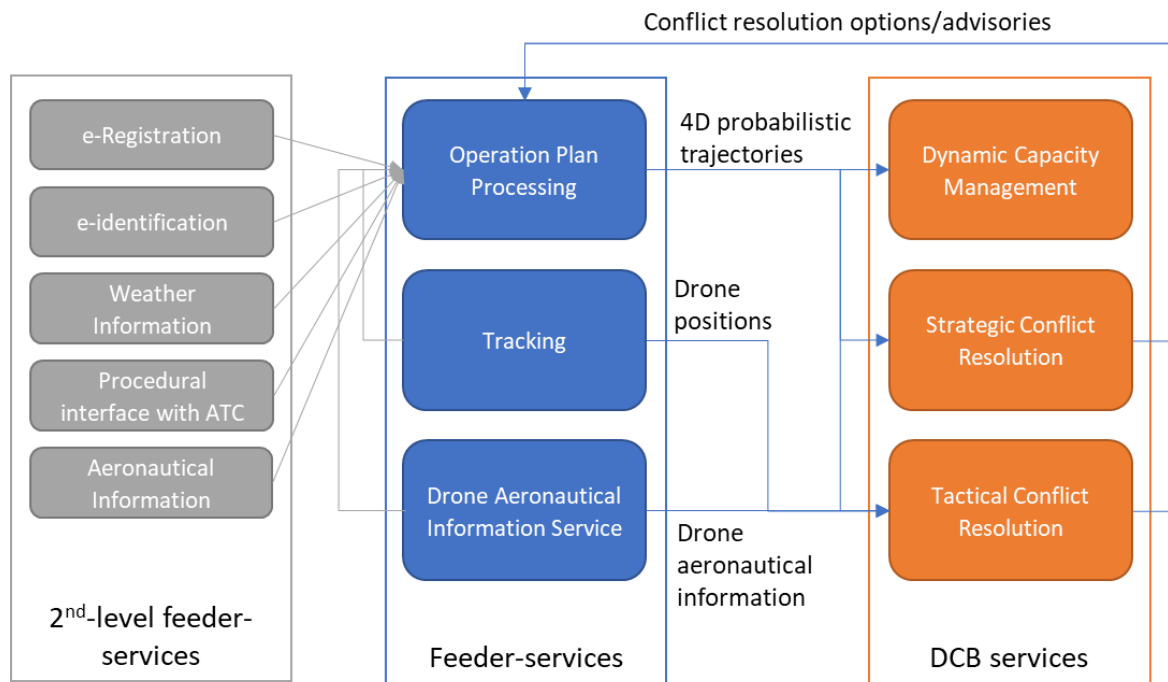 Conflict resolution options/advisories
e-Registration
e-identification
Weather
Information
Procedural
interface with ATC
Aeronautical
Information
2nd-level feeder-
services
Operation Plan
Processing
Tracking
Drone Aeronautical
Information Service
Feeder-services
4D probabilistic
trajectories
Drone
positions
Drone
aeronautical
information
Dynamic Capacity
Management
Strategic Conflict
Resolution
Tactical Conflict
Resolution
DCB services